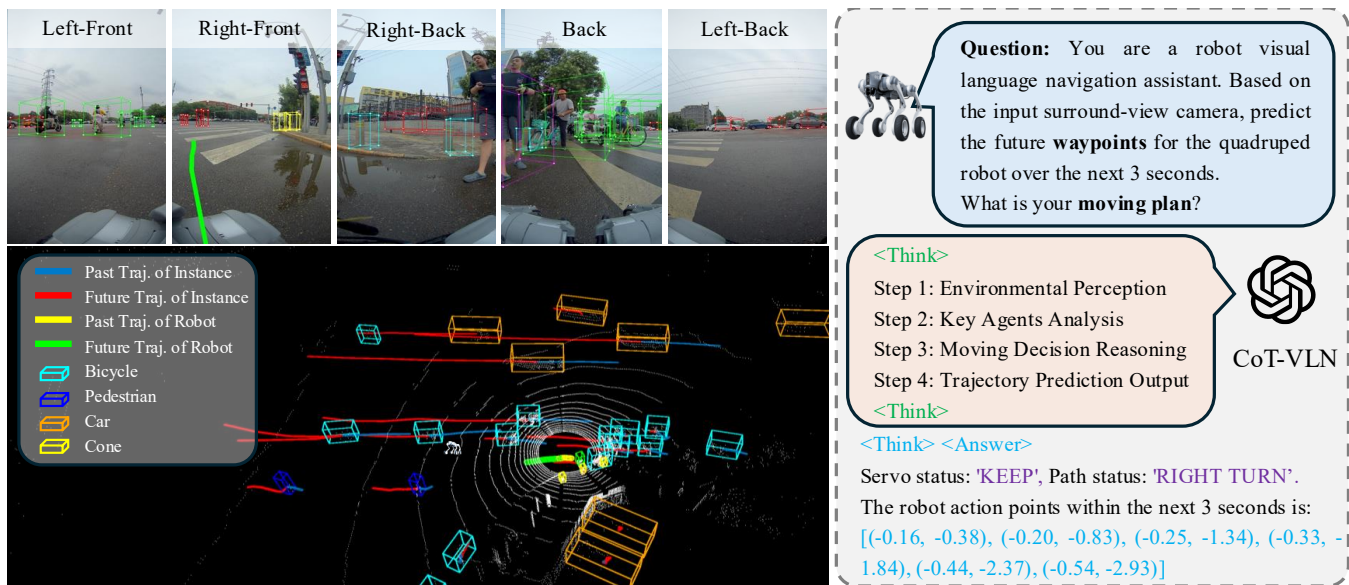 Left-Front
Right-Front
Right-Back
Back
Left-Back
Past Traj. of Instance
Future Traj. of Instance
Past Traj. of Robot
Future Traj. of Robot
Bicycle
Pedestrian
Car
Cone
Question: You are a robot visual
language navigation assistant. Based on
the input surround-view camera, predict
the future waypoints for the quadruped
robot over the next 3 seconds.
What is your moving plan?
<Think>
Step 1: Environmental Perception
Step 2: Key Agents Analysis
Step 3: Moving Decision Reasoning
Step 4: Trajectory Prediction Output
<Think>
CoT-VLN
<Think> <Answer>
Servo status: 'KEEP', Path status: 'RIGHT TURN’.
The robot action points within the next 3 seconds is:
[(-0.16, -0.38), (-0.20, -0.83), (-0.25, -1.34), (-0.33, -
1.84), (-0.44, -2.37), (-0.54, -2.93)]